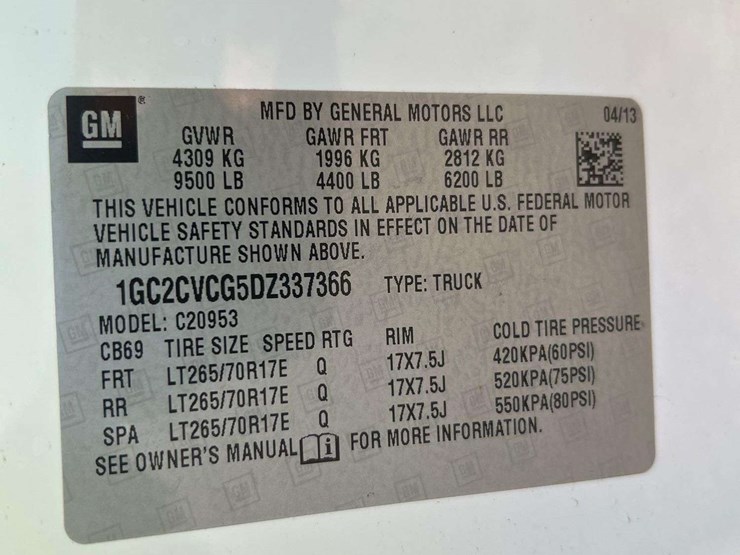 GM ® MFD BY GENERAL MOTORS LLC 04/13
GVWR GAWR FRT GAWR RR
4309 KG 1996 KG 2812 KG
9500 LB 4400 LB 6200 LB
THIS VEHICLE CONFORMS TO ALL APPLICABLE U.S. FEDERAL MOTOR
VEHICLE SAFETY STANDARDS IN EFFECT ON THE DATE OF
MANUFACTURE SHOWN ABOVE.
1GC2CVCG5DZ337366 TYPE: TRUCK
MODEL: C20953
CB69 TIRE SIZE SPEED RTG RIM COLD TIRE PRESSURE
FRT LT265/70R17E Q 17X7.5J 420KPA(60PSI)
RR LT265/70R17E Q 17X7.5J 520KPA(75PSI)
SPA LT265/70R17E Q 17X7.5J 550KPA(80PSI)
SEE OWNER'S MANUAL i FOR MORE INFORMATION.